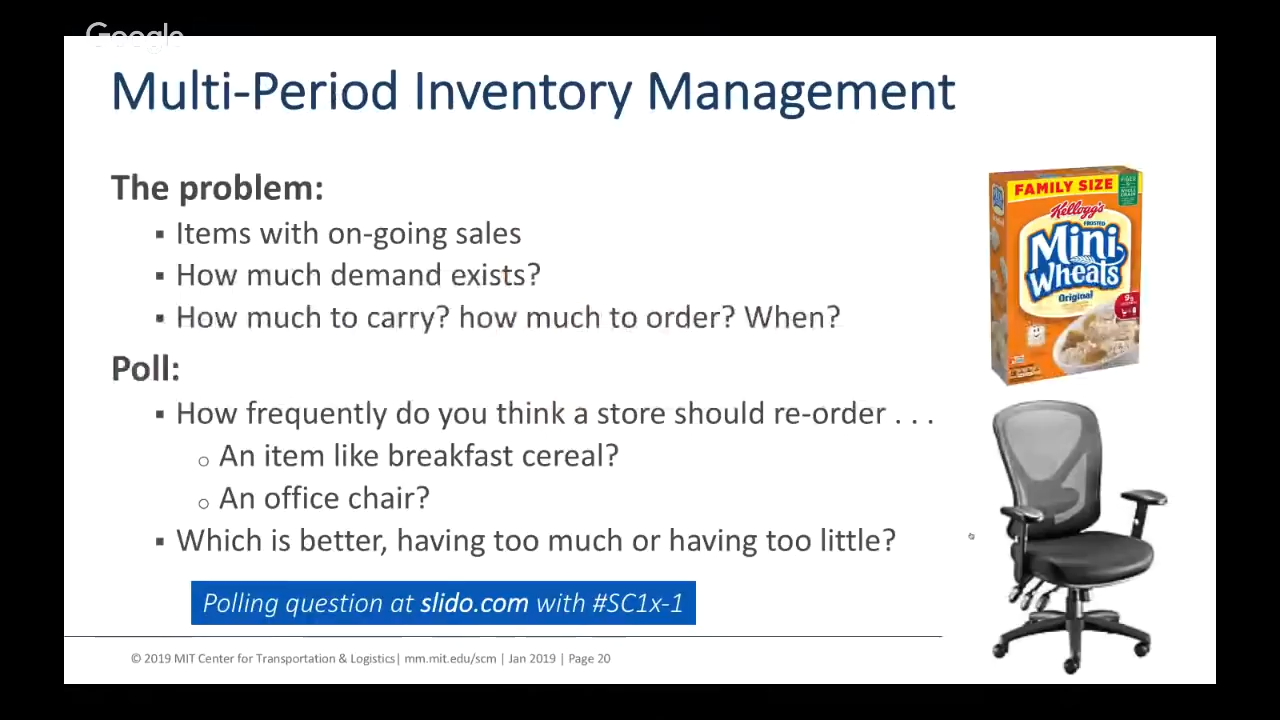 Google
Multi-Period Inventory Management
The problem:
▪ Items with on-going sales
▪ How much demand exists?
▪ How much to carry? how much to order? When?
Poll:
▪ How frequently do you think a store should re-order . . .
o An item like breakfast cereal?
o An office chair?
▪ Which is better, having too much or having too little?
Polling question at slido.com with #SC1x-1
© 2019 MIT Center for Transportation & Logistics| mm.mit.edu/scm | Jan 2019 | Page 20
FAMILY SIZE
Kellogg's
FROSTED
Mini
Wheats
Original